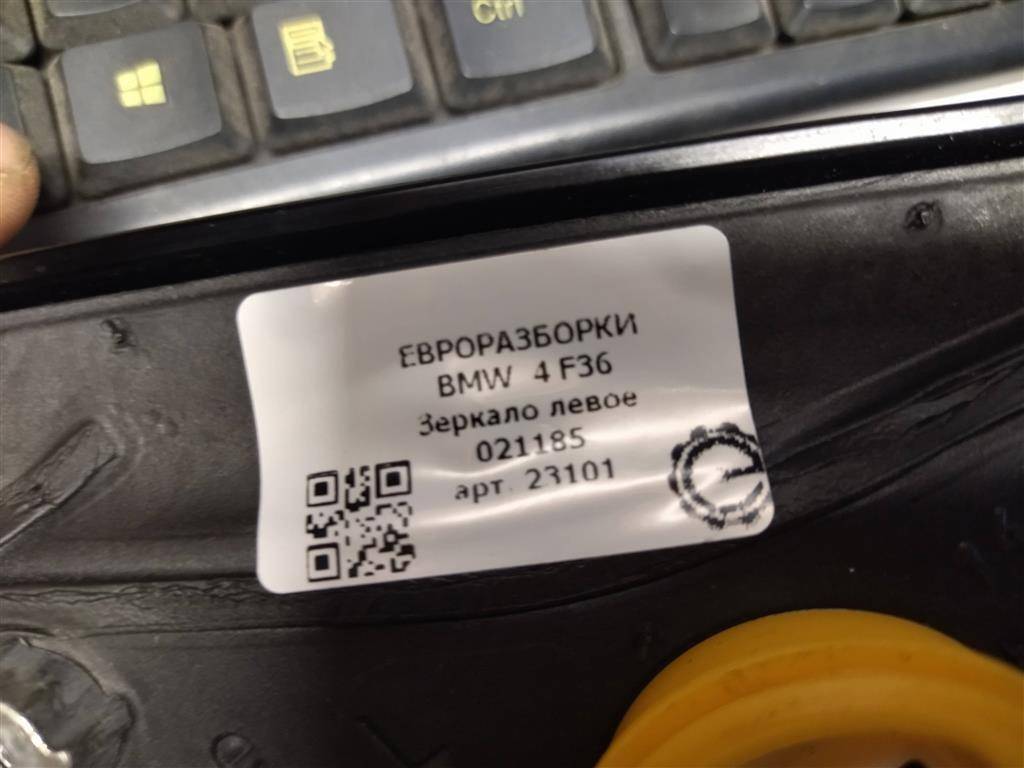 Ctrl
ЕВРОРАЗБОРКИ
BMW 4 F36
Зеркало левое
021185
арт. 23101